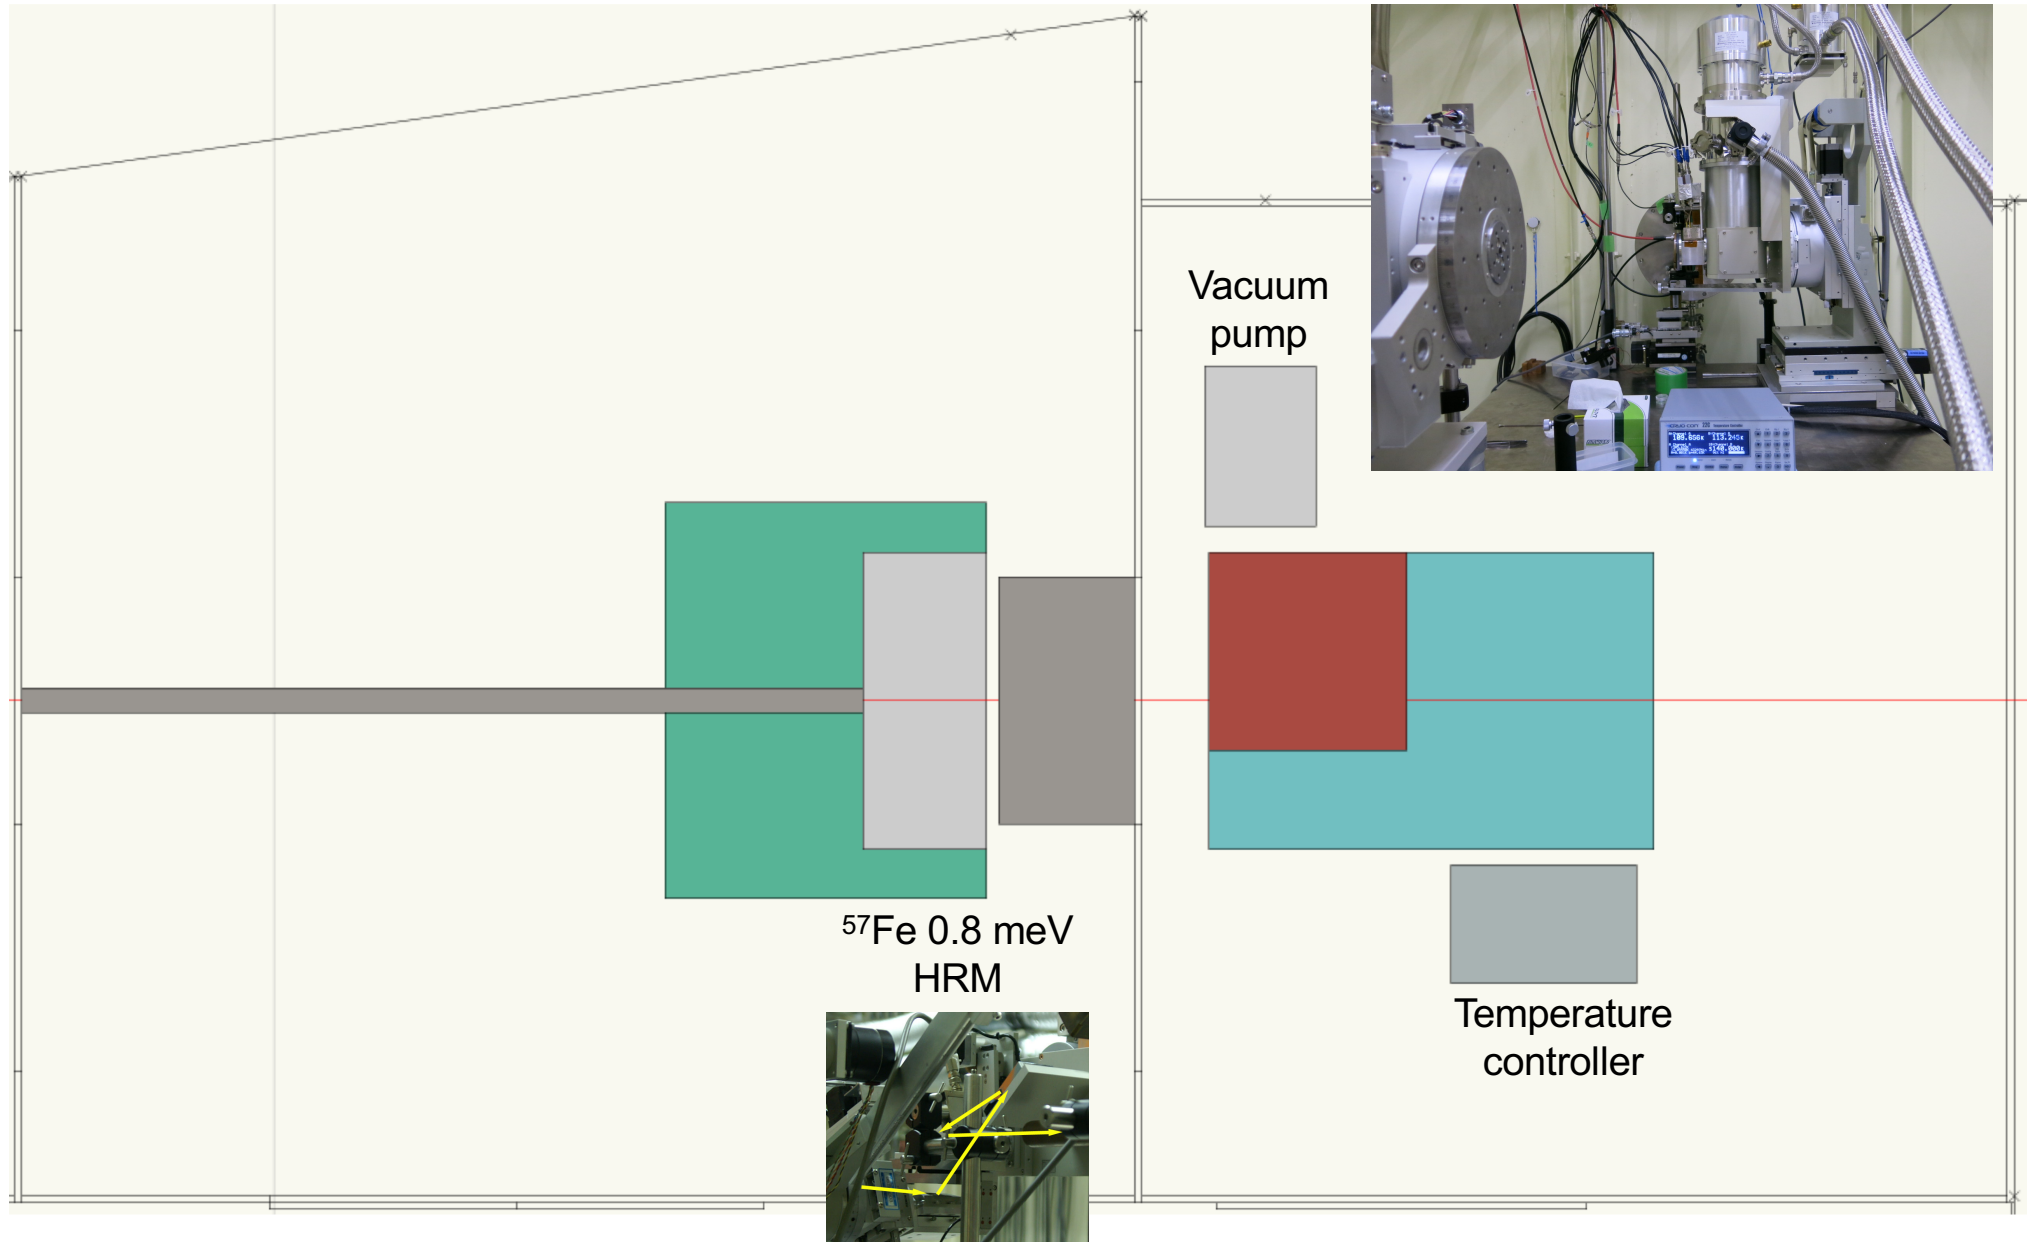 Vacuum
pump
⁵⁷Fe 0.8 meV
HRM
Temperature
controller